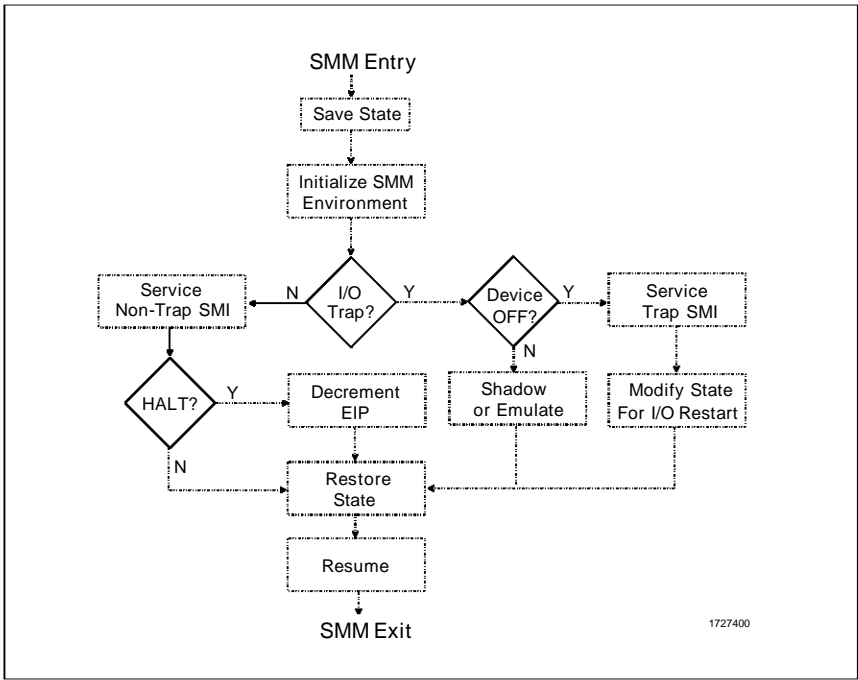 SMM Entry
Save State
Initialize SMM
Environment
Service
Non-Trap SMI
N
I/O
Trap?
Y
Device
OFF?
Y
Service
Trap SMI
N
HALT?
Y
Decrement
EIP
Shadow
or Emulate
Modify State
For I/O Restart
N
Restore
State
Resume
SMM Exit
1727400